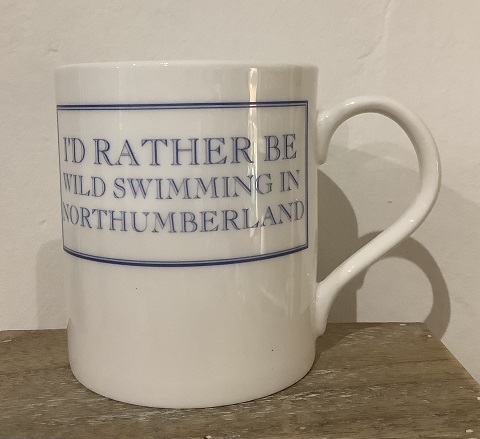 I'D RATHER BE
WILD SWIMMING IN
NORTHUMBERLAND